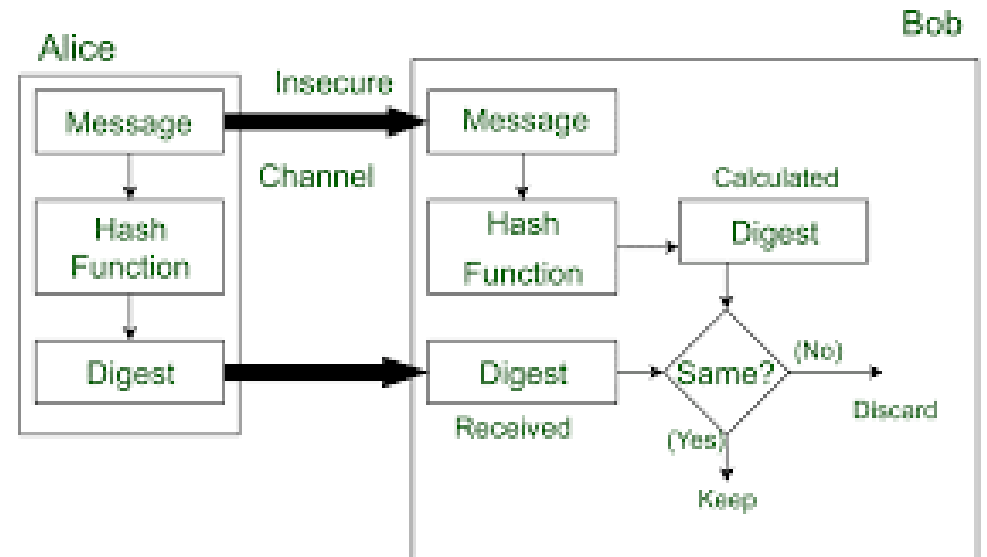 Bob
Alice
Insecure
Message
Message
Channel
Calculated
Hash
Function
Hash
Function
Digest
Digest
Digest
Same?
(No)
Discard
Received
(Yes)
Keep